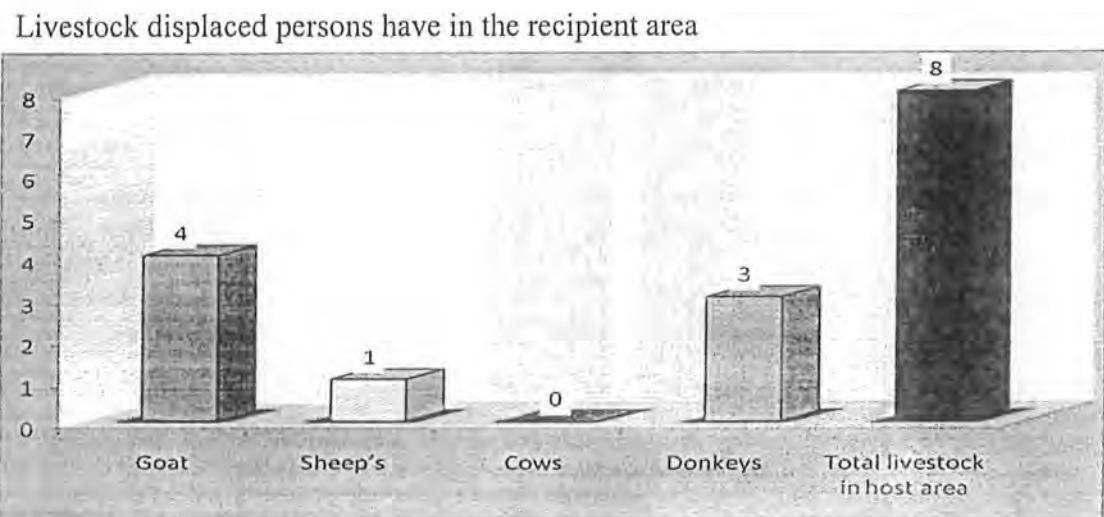 Livestock displaced persons have in the recipient area
8
7
6
5
4
3
2
1
0
4
1
0
3
8
Goat
Sheep's
Cows
Donkeys
Total livestock
in host area